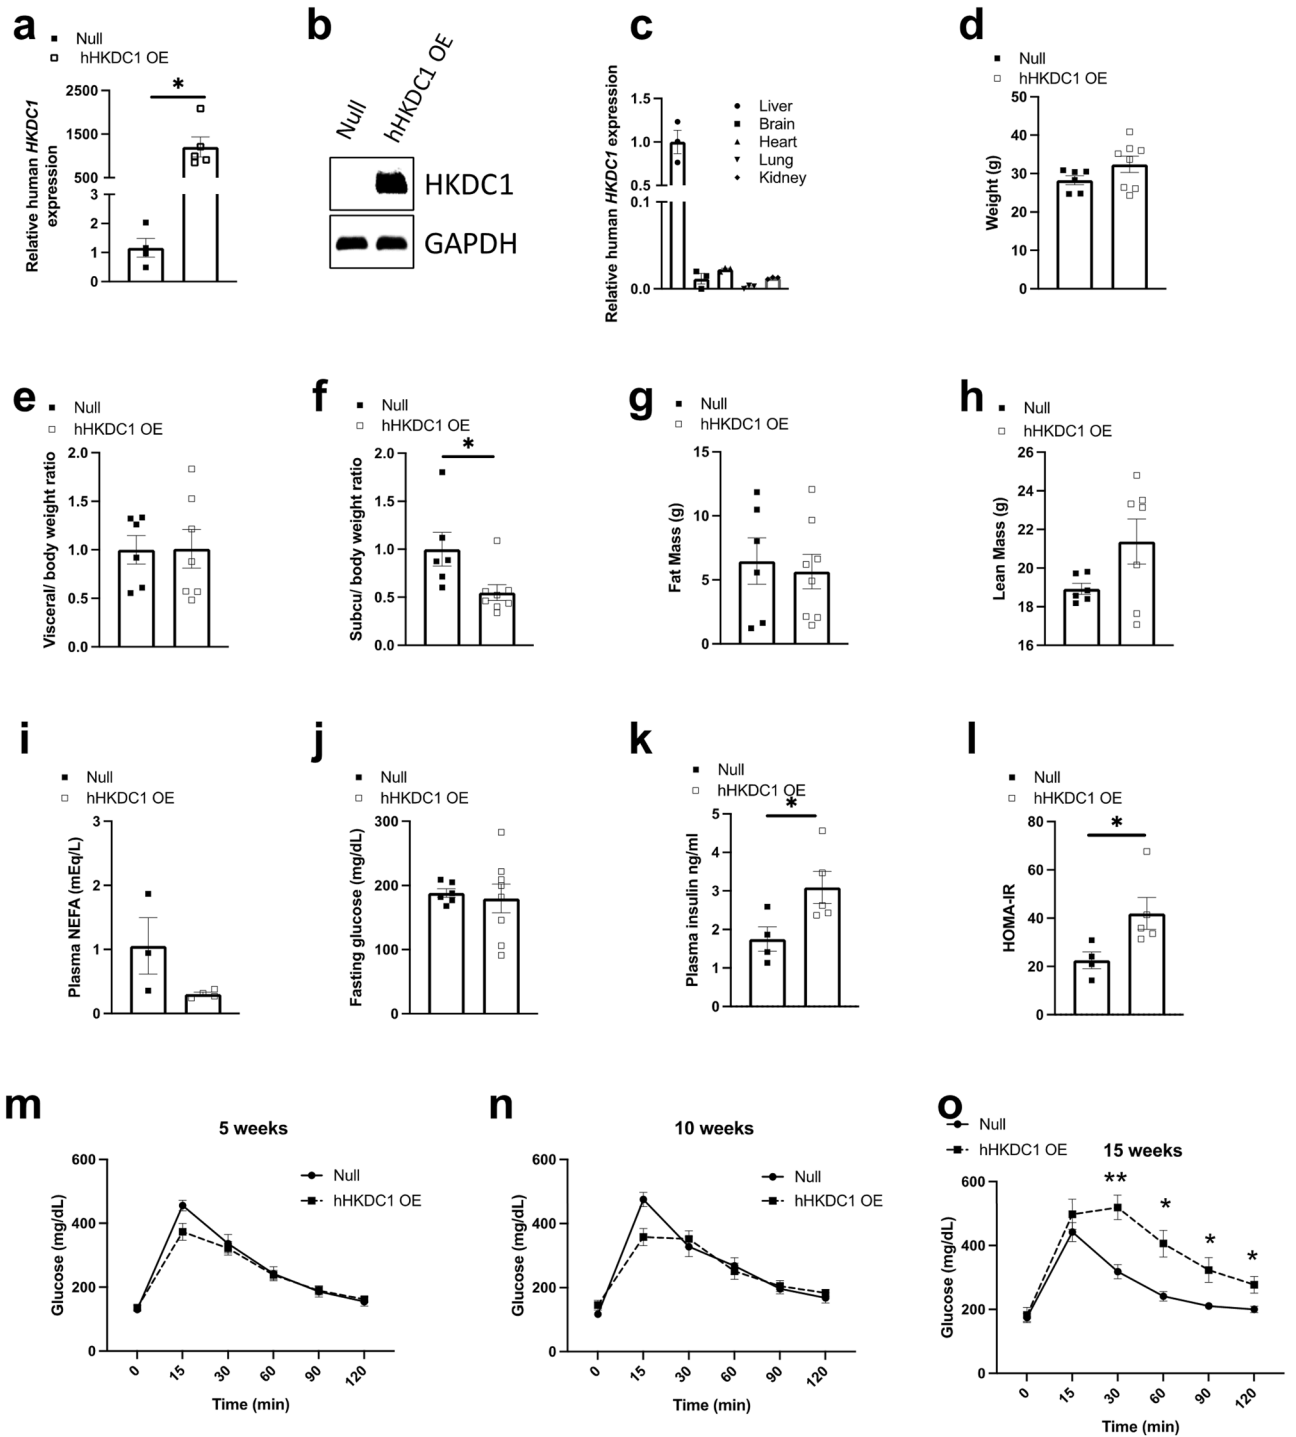 a
Null
hHKDC1 OE
*
2500
1500
500
3
2
1
0
Relative human HKDC1
expression
b
Null
hHKDC1 OE
HKDC1
GAPDH
c
Liver
Brain
Heart
Lung
Kidney
1.5
1.0
0.5
0.1
0.0
Relative human HKDC1 expression
d
Null
hHKDC1 OE
50
40
30
20
10
0
Weight (g)
e
Null
hHKDC1 OE
2.0
1.5
1.0
0.5
0.0
Visceral/ body weight ratio
f
Null
hHKDC1 OE
*
2.0
1.5
1.0
0.5
0.0
Subcu/ body weight ratio
g
Null
hHKDC1 OE
15
10
5
0
Fat Mass (g)
h
Null
hHKDC1 OE
26
24
22
20
18
16
Lean Mass (g)
i
Null
hHKDC1 OE
3
2
1
0
Plasma NEFA (mEq/L)
j
Null
hHKDC1 OE
300
200
100
0
Fasting glucose (mg/dL)
k
Null
hHKDC1 OE
*
5
4
3
2
1
0
Plasma insulin ng/ml
l
Null
hHKDC1 OE
*
80
60
40
20
0
HOMA-IR
m
5 weeks
Null
hHKDC1 OE
600
400
200
0
Glucose (mg/dL)
0 15 30 60 90 120
Time (min)
n
10 weeks
Null
hHKDC1 OE
600
400
200
0
Glucose (mg/dL)
0 15 30 60 90 120
Time (min)
o
Null
hHKDC1 OE
15 weeks
** * * *
600
400
200
0
Glucose (mg/dL)
0 15 30 60 90 120
Time (min)